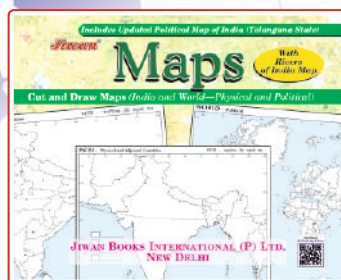 Includes Updated Political Map of India (Telangana State)
Jiwan
Maps
With
Rivers
of India Map
Cut and Draw Maps (India and World—Physical and Political)
JIWAN BOOKS INTERNATIONAL (P) LTD.
NEW DELHI